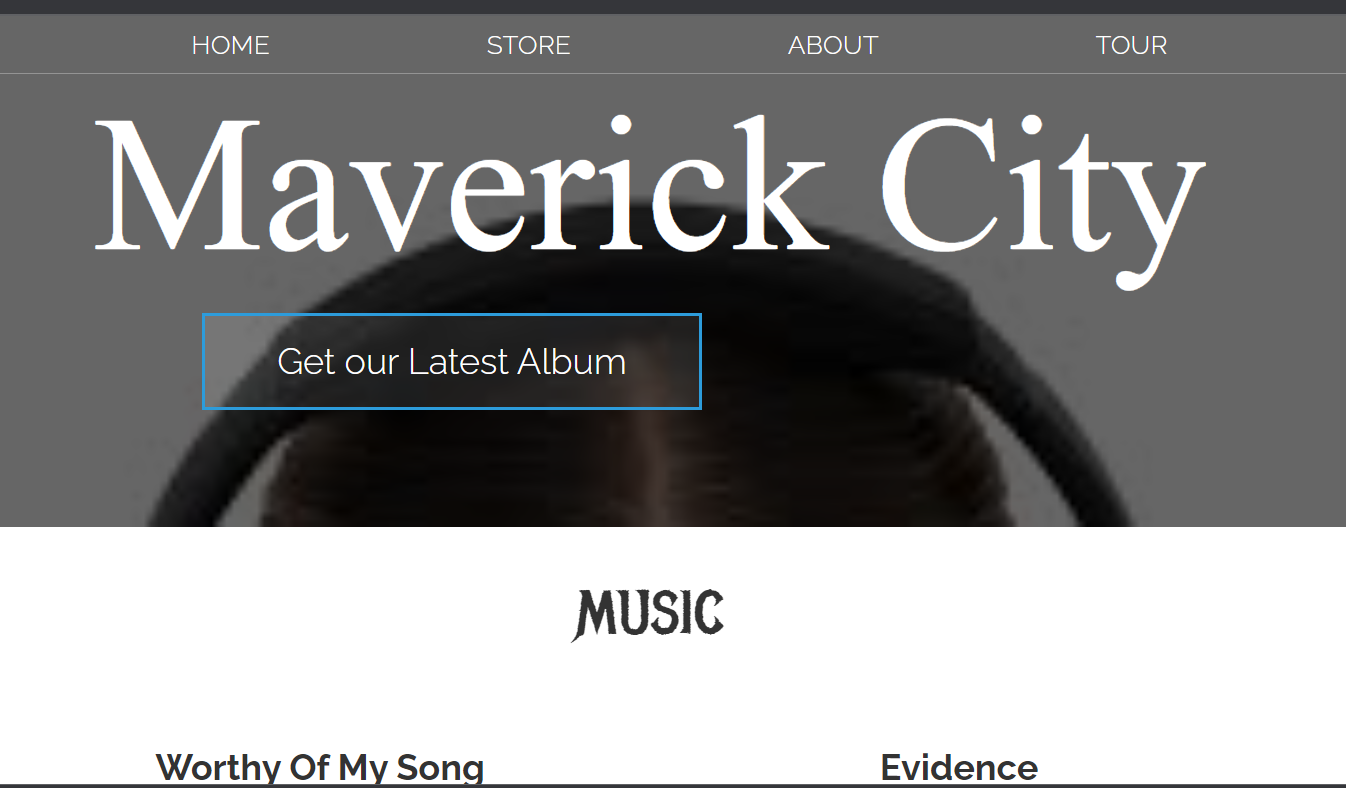 HOME STORE ABOUT TOUR
Maverick City
Get our Latest Album
MUSIC
Worthy Of My Song Evidence